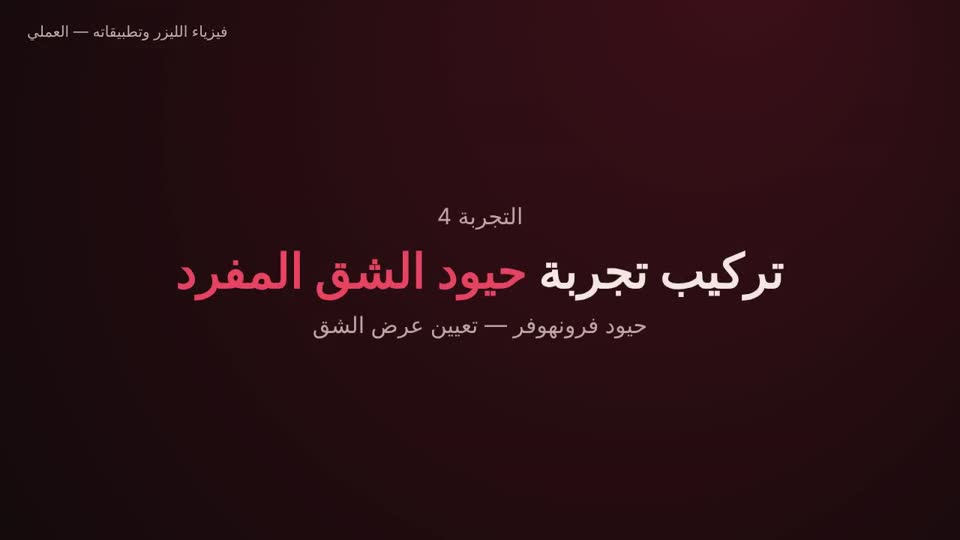 فيزياء الليزر وتطبيقاته — العملي
التجربة 4
تركيب تجربة حيود الشق المفرد
حيود فرونهوفر — تعيين عرض الشق